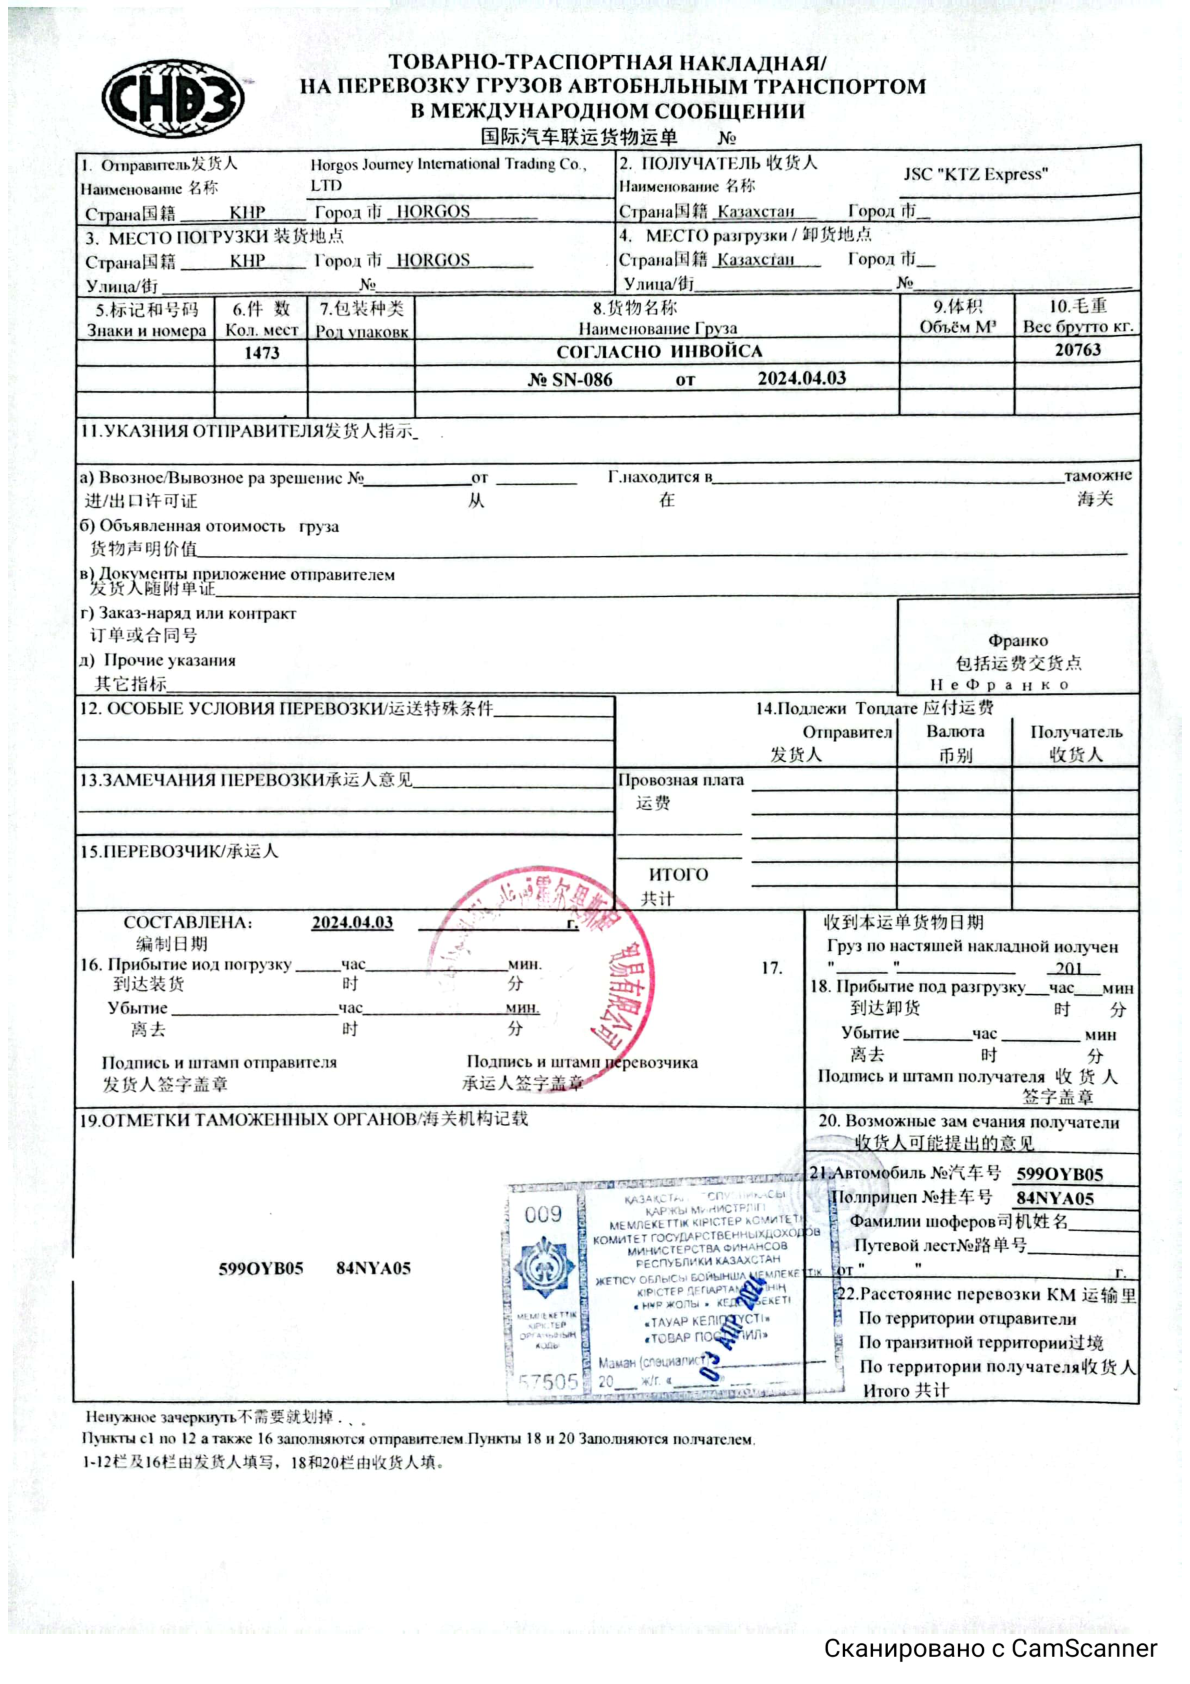 СНВЗ
ТОВАРНО-ТРАСПОРТНАЯ НАКЛАДНАЯ/
НА ПЕРЕВОЗКУ ГРУЗОВ АВТОБНЛЬНЫМ ТРАНСПОРТОМ
В МЕЖДУНАРОДНОМ СООБЩЕНИИ
国际汽车联运货物运单 №
1. Отправитель发货人 Horgos Journey International Trading Co.,
Наименование 名称 LTD
Страна国籍 КНР Город 市 HORGOS
2. ПОЛУЧАТЕЛЬ 收货人 JSC "KTZ Express"
Наименование 名称
Страна国籍 Казахстан Город 市
3. МЕСТО ПОГРУЗКИ 装货地点
Страна国籍 КНР Город 市 HORGOS
Улица/街 №
4. МЕСТО разгрузки / 卸货地点
Страна国籍 Казахстан Город 市
Улица/街 №
5.标记和号码 6.件 数 7.包装种类 8.货物名称 9.体积 10.毛重
Знаки и номера Кол. мест Род упаковк Наименование Груза Объём М³ Вес брутто кг.
1473 СОГЛАСНО ИНВОЙСА 20763
№ SN-086 от 2024.04.03
11.УКАЗНИЯ ОТПРАВИТЕЛЯ发货人指示
а) Ввозное/Вывозное ра зрешение № от Г.находится в таможне
进/出口许可证 从 在 海关
б) Объявленная отоимость груза
货物声明价值
в) Документы приложение отправителем
发货人随附单证
г) Заказ-наряд или контракт
订单或合同号
д) Прочие указания
其它指标
Франко
包括运费交货点
НеФранко
12. ОСОБЫЕ УСЛОВИЯ ПЕРЕВОЗКИ/运送特殊条件
13.ЗАМЕЧАНИЯ ПЕРЕВОЗКИ承运人意见
14.Подлежи Топдате 应付运费
Отправител Валюта Получатель
发货人 币别 收货人
Провозная плата
运费
ИТОГО
共计
15.ПЕРЕВОЗЧИК/承运人
СОСТАВЛЕНА: 2024.04.03 г.
编制日期
16. Прибытие иод погрузку час мин.
到达装货 时 分
Убытие час мин.
离去 时 分
Подпись и штамп отправителя Подпись и штамп перевозчика
发货人签字盖章 承运人签字盖章
霍尔果斯
贸易有限公司
17.
收到本运单货物日期
Груз по настяшей накладной иолучен
" " 201
18. Прибытие под разгрузку час мин
到达卸货 时 分
Убытие час мин
离去 时 分
Подпись и штамп получателя 收 货 人
签字盖章
19.ОТМЕТКИ ТАМОЖЕННЫХ ОРГАНОВ/海关机构记载
599OYB05 84NYA05
009
МЕМЛЕКЕТТІК
КІРІСТЕР
ОРГАНЫНЫҢ
КОДЫ
57505
ҚАЗАҚСТАН РЕСПУБЛИКАСЫ
ҚАРЖЫ МИНИСТРЛІГІ
МЕМЛЕКЕТТІК КІРІСТЕР КОМИТЕТІ
КОМИТЕТ ГОСУДАРСТВЕННЫХДОХОДОВ
МИНИСТЕРСТВА ФИНАНСОВ
РЕСПУБЛИКИ КАЗАХСТАН
ЖЕТІСУ ОБЛЫСЫ БОЙЫНША МЕМЛЕКЕТТІК
КІРІСТЕР ДЕПАРТАМЕНТІНІҢ
«НҰР ЖОЛЫ» КЕДЕН БЕКЕТІ
«ТАУАР КЕЛІП ТҮСТІ»
«ТОВАР ПОСТУПИЛ»
Маман (специалист)
20 ж/г. « »
03 АПР 2024
20. Возможные зам ечания получатели
收货人可能提出的意见
21.Автомобиль №汽车号 599OYB05
Полприцеп №挂车号 84NYA05
Фамилии шоферов司机姓名
Путевой лест№路单号
от " " г.
22.Расстояние перевозки КМ 运输里
По территории отцравители
По транзитной территории过境
По территории получателя收货人
Итого 共计
Ненужное зачеркнуть不需要就划掉 . 、 。
Пункты с1 по 12 а также 16 заполняются отправителем.Пункты 18 и 20 Заполняются полчателем.
1-12栏及16栏由发货人填写，18和20栏由收货人填。
Сканировано с CamScanner